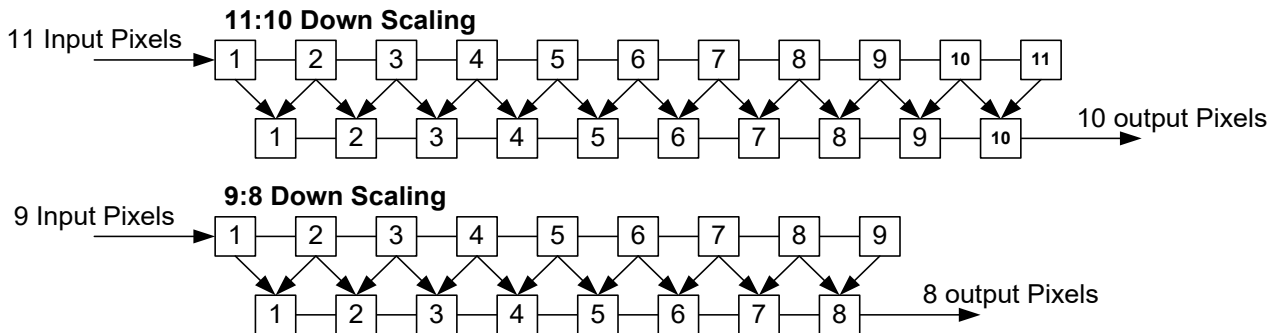 11:10 Down Scaling
11 Input Pixels
1 2 3 4 5 6 7 8 9 10 11
1 2 3 4 5 6 7 8 9 10
10 output Pixels
9:8 Down Scaling
9 Input Pixels
1 2 3 4 5 6 7 8 9
1 2 3 4 5 6 7 8
8 output Pixels